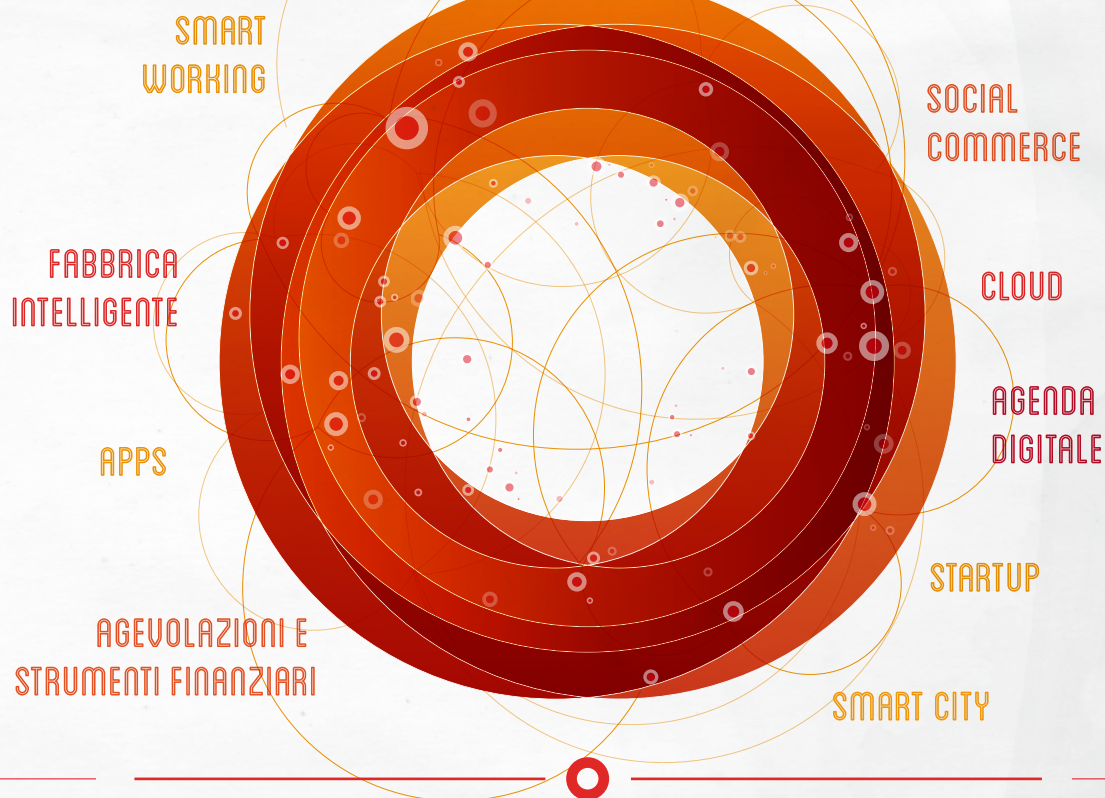 SMART
WORKING
SOCIAL
COMMERCE
FABBRICA
INTELLIGENTE
CLOUD
AGENDA
DIGITALE
APPS
STARTUP
AGEVOLAZIONI E
STRUMENTI FINANZIARI
SMART CITY